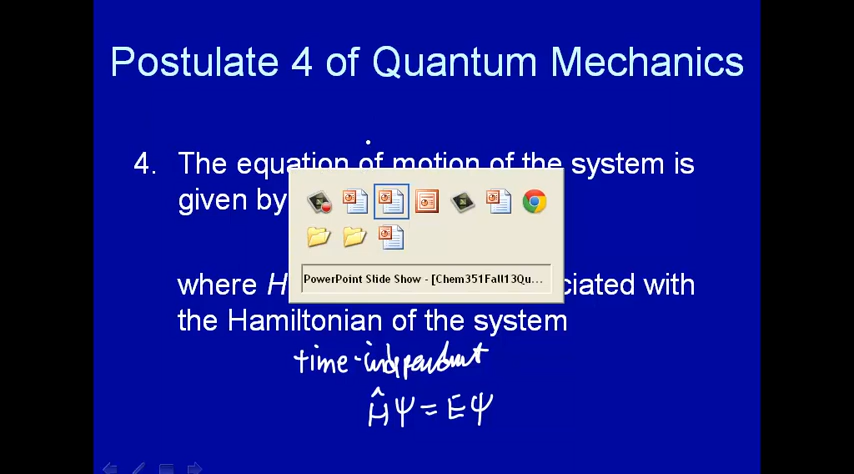 Postulate 4 of Quantum Mechanics
4. The equation of motion of the system is
given by
PowerPoint Slide Show - [Chem351Fall13Qu...
where H ciated with
the Hamiltonian of the system
time-independent
ĤΨ = EΨ